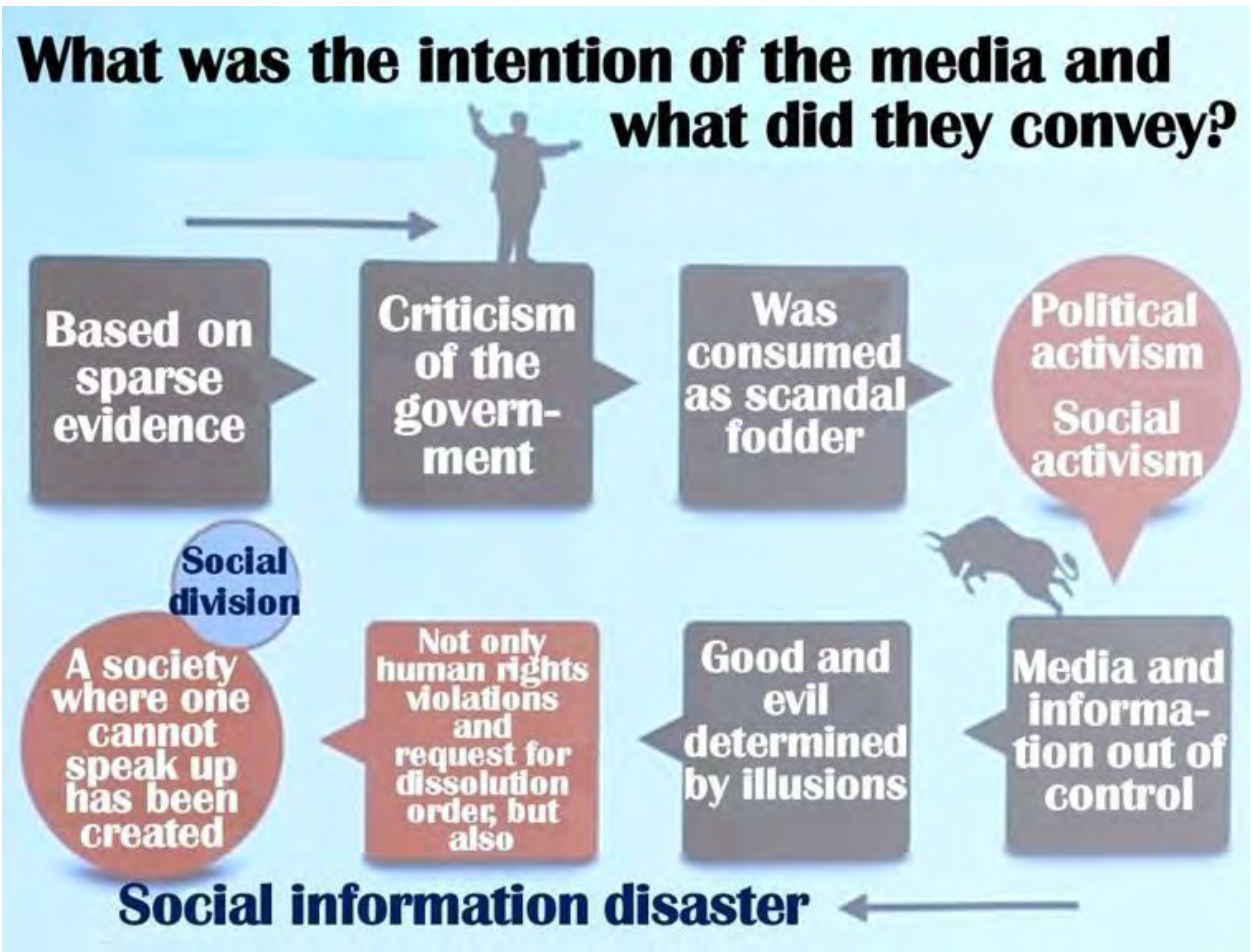 What was the intention of the media and
what did they convey?
Based on
sparse
evidence
Criticism
of the
govern-
ment
Was
consumed
as scandal
fodder
Political
activism
Social
activism
Media and
informa-
tion out of
control
Good and
evil
determined
by illusions
Not only
human rights
violations
and
request for
dissolution
order, but
also
Social
division
A society
where one
cannot
speak up
has been
created
Social information disaster